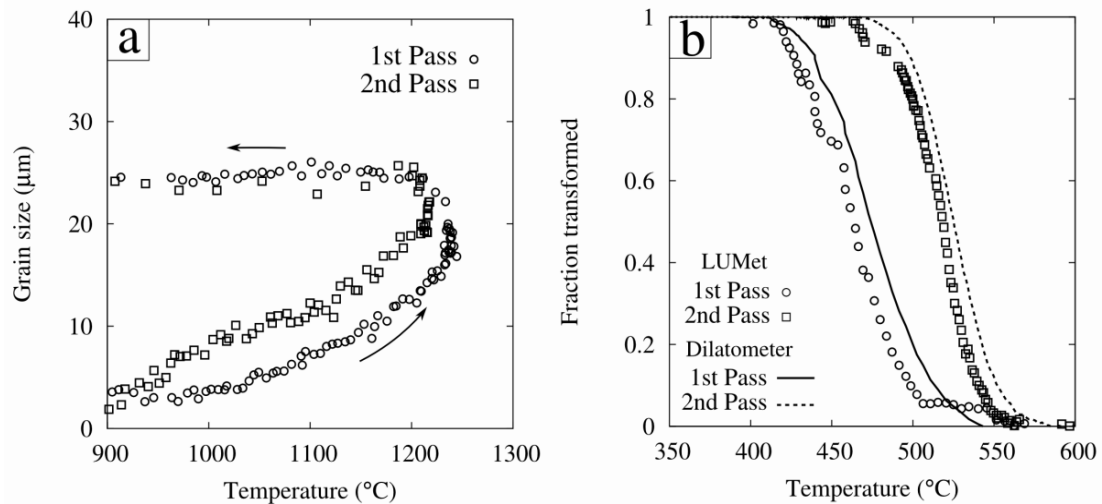 a
1st Pass
2nd Pass
40
30
20
10
0
Grain size (μm)
900 1000 1100 1200 1300
Temperature (°C)
b
1
0.8
0.6
0.4
0.2
0
Fraction transformed
LUMet
1st Pass
2nd Pass
Dilatometer
1st Pass
2nd Pass
350 400 450 500 550 600
Temperature (°C)